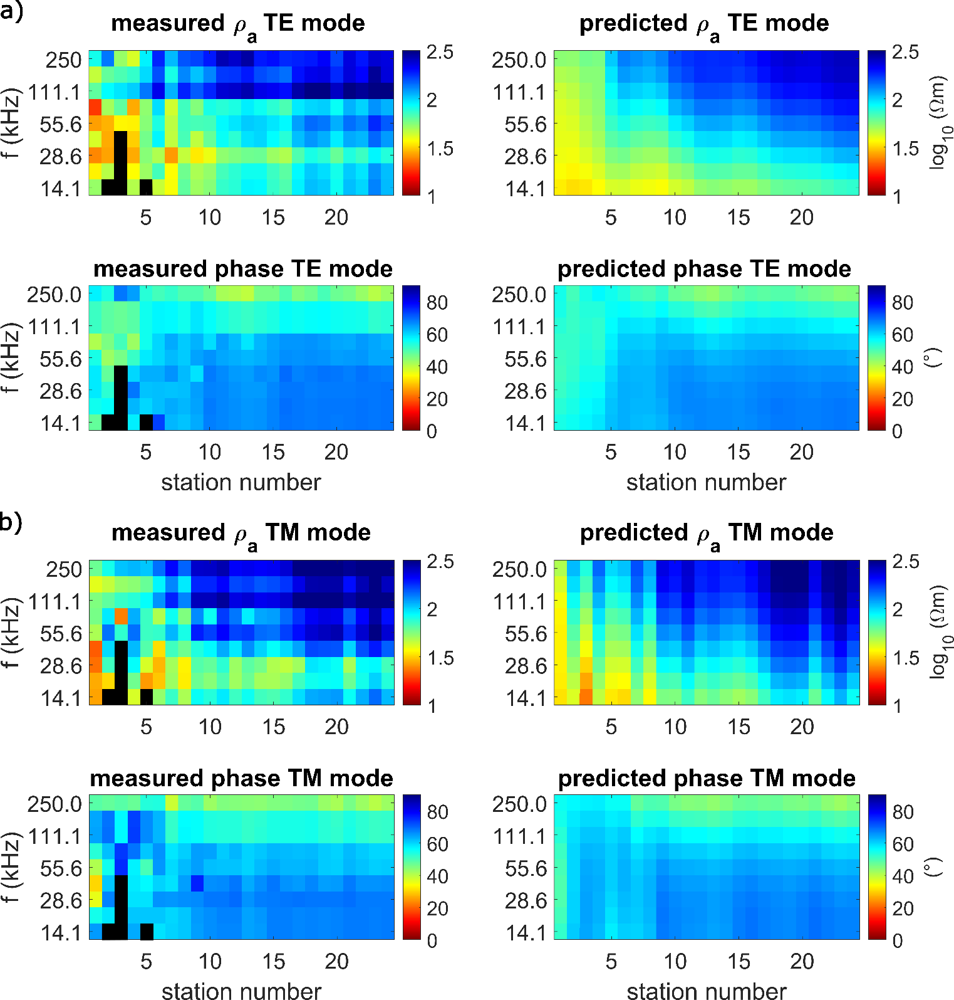 a)
measured ρa TE mode
predicted ρa TE mode
250
111.1
55.6
28.6
14.1
f (kHz)
5 10 15 20
2.5
2
1.5
1
250.0
111.1
55.6
28.6
14.1
5 10 15 20
2.5
2
1.5
1
log10 (Ωm)
measured phase TE mode
predicted phase TE mode
250.0
111.1
55.6
28.6
14.1
f (kHz)
5 10 15 20
station number
80
60
40
20
0
250.0
111.1
55.6
28.6
14.1
5 10 15 20
station number
80
60
40
20
0
(°)
b)
measured ρa TM mode
predicted ρa TM mode
250
111.1
55.6
28.6
14.1
f (kHz)
5 10 15 20
2.5
2
1.5
1
250.0
111.1
55.6
28.6
14.1
5 10 15 20
2.5
2
1.5
1
log10 (Ωm)
measured phase TM mode
predicted phase TM mode
250.0
111.1
55.6
28.6
14.1
f (kHz)
5 10 15 20
station number
80
60
40
20
0
250.0
111.1
55.6
28.6
14.1
5 10 15 20
station number
80
60
40
20
0
(°)